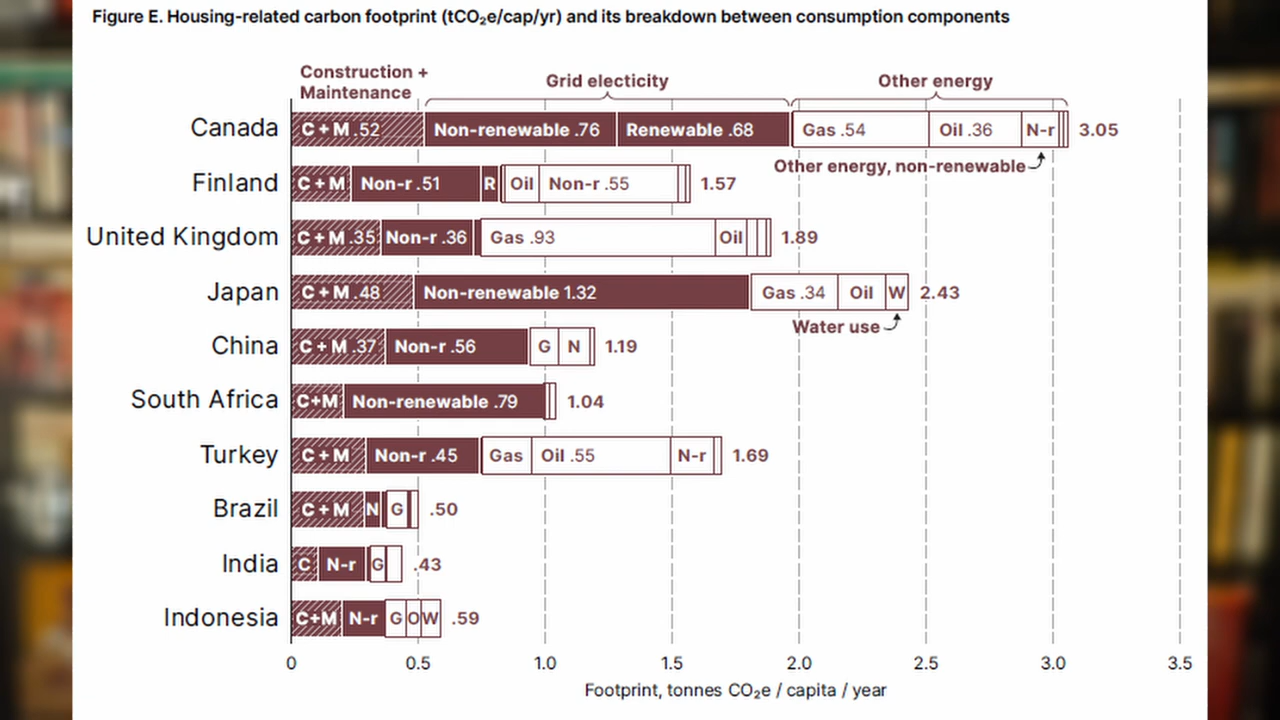 Figure E. Housing-related carbon footprint (tCO₂e/cap/yr) and its breakdown between consumption components
Construction +
Maintenance
Grid electicity
Other energy
Canada C + M .52 Non-renewable .76 Renewable .68 Gas .54 Oil .36 N-r 3.05
Other energy, non-renewable
Finland C + M Non-r .51 R Oil Non-r .55 1.57
United Kingdom C + M .35 Non-r .36 Gas .93 Oil 1.89
Japan C + M .48 Non-renewable 1.32 Gas .34 Oil W 2.43
Water use
China C + M .37 Non-r .56 G N 1.19
South Africa C+M Non-renewable .79 1.04
Turkey C + M Non-r .45 Gas Oil .55 N-r 1.69
Brazil C + M N G .50
India C N-r G .43
Indonesia C+M N-r G O W .59
0 0.5 1.0 1.5 2.0 2.5 3.0 3.5
Footprint, tonnes CO₂e / capita / year